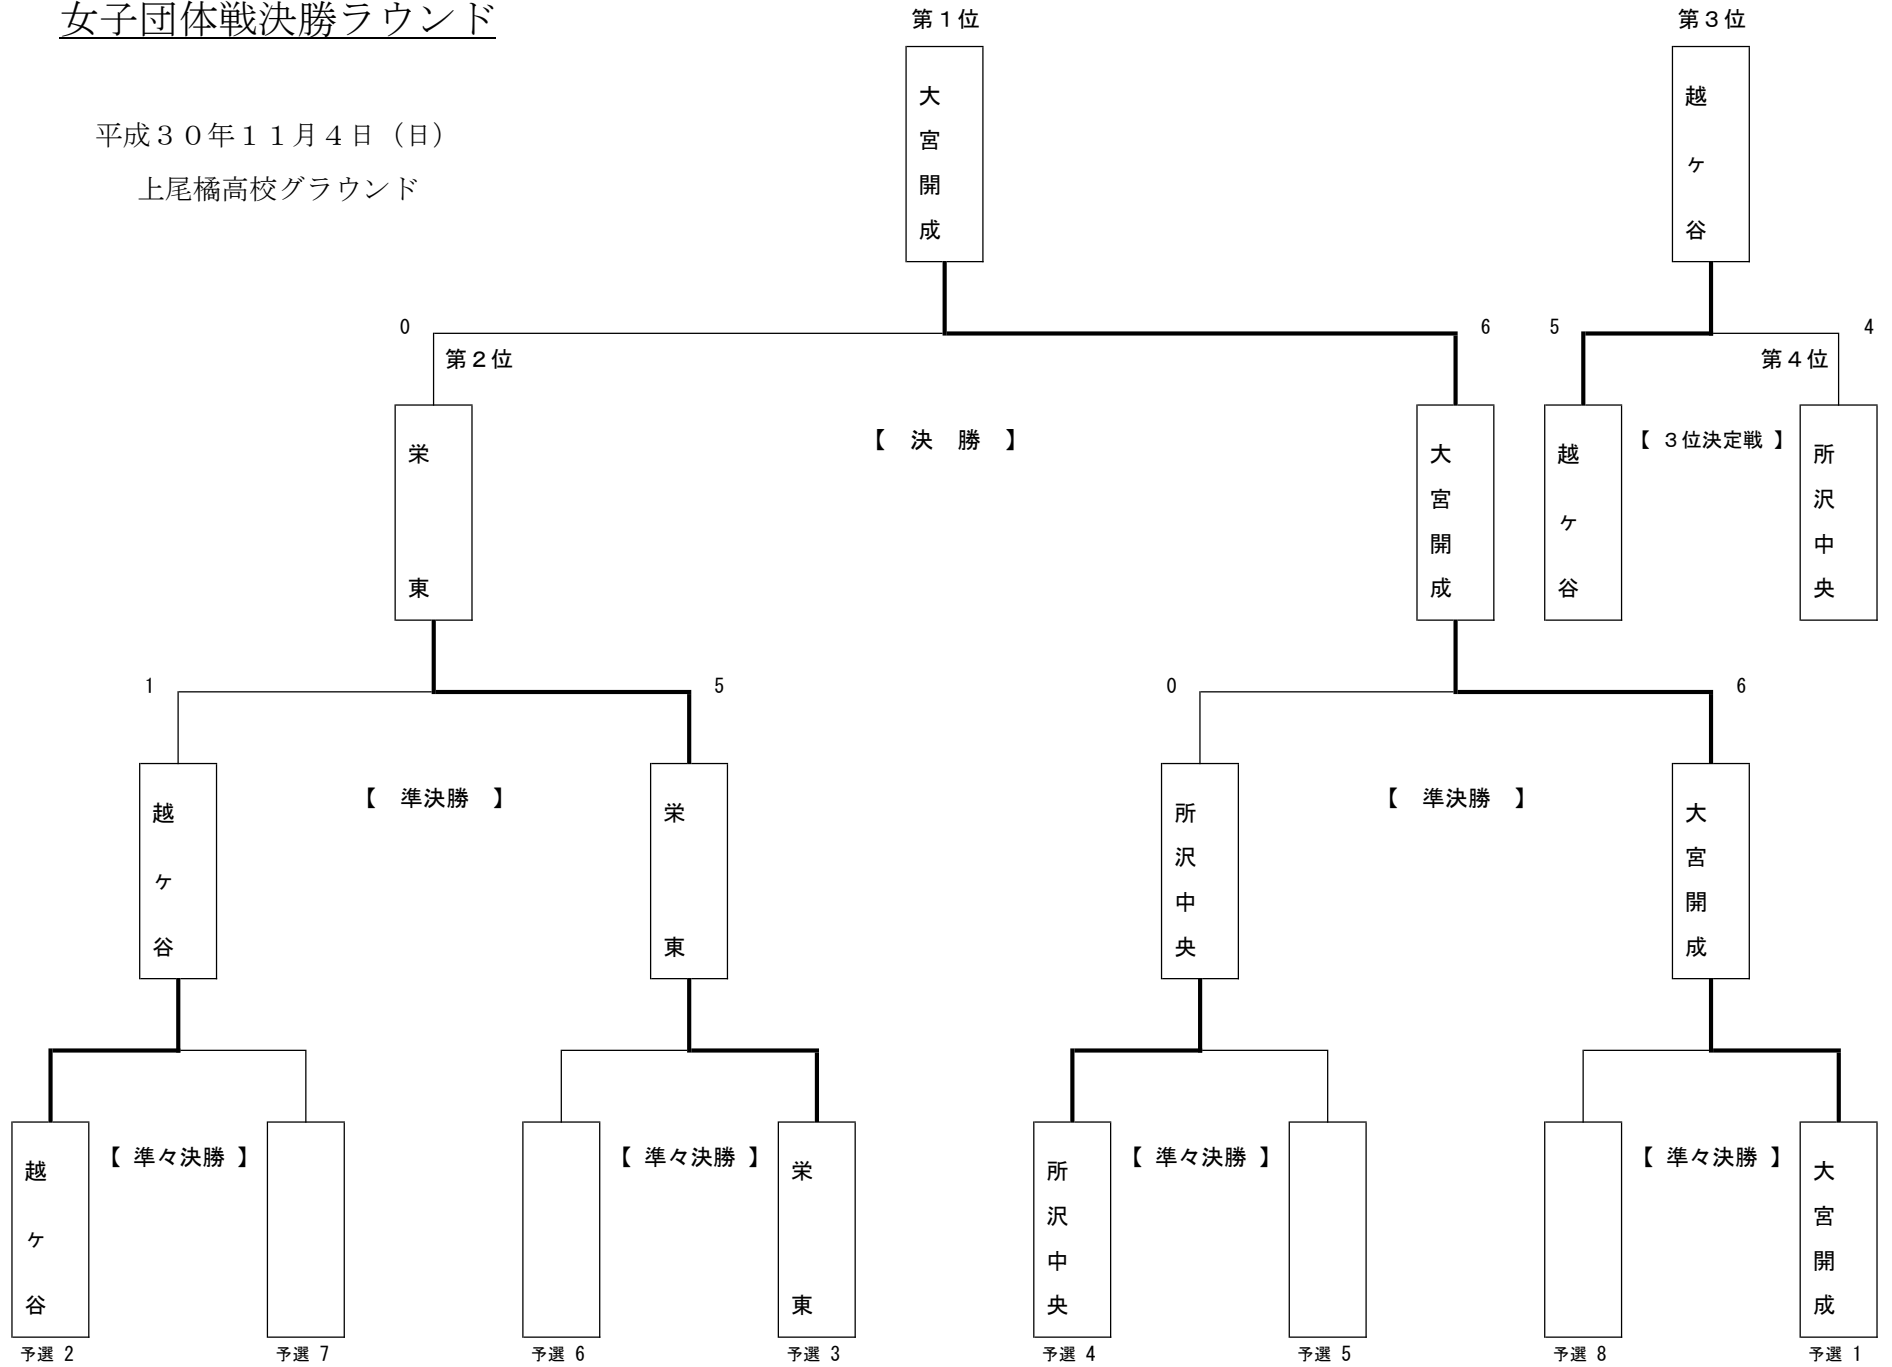 女子団体戦決勝ラウンド
平成３０年１１月４日（日）
上尾橘高校グラウンド
第１位
第３位
大宮開成
越ヶ谷
0
6
5
4
第２位
第４位
栄東
【　決　勝　】
大宮開成
越ヶ谷
【 ３位決定戦 】
所沢中央
1
5
0
6
越ヶ谷
【　準決勝　】
栄東
所沢中央
【　準決勝　】
大宮開成
越ヶ谷
【 準々決勝 】
【 準々決勝 】
栄東
所沢中央
【 準々決勝 】
【 準々決勝 】
大宮開成
予選 2
予選 7
予選 6
予選 3
予選 4
予選 5
予選 8
予選 1